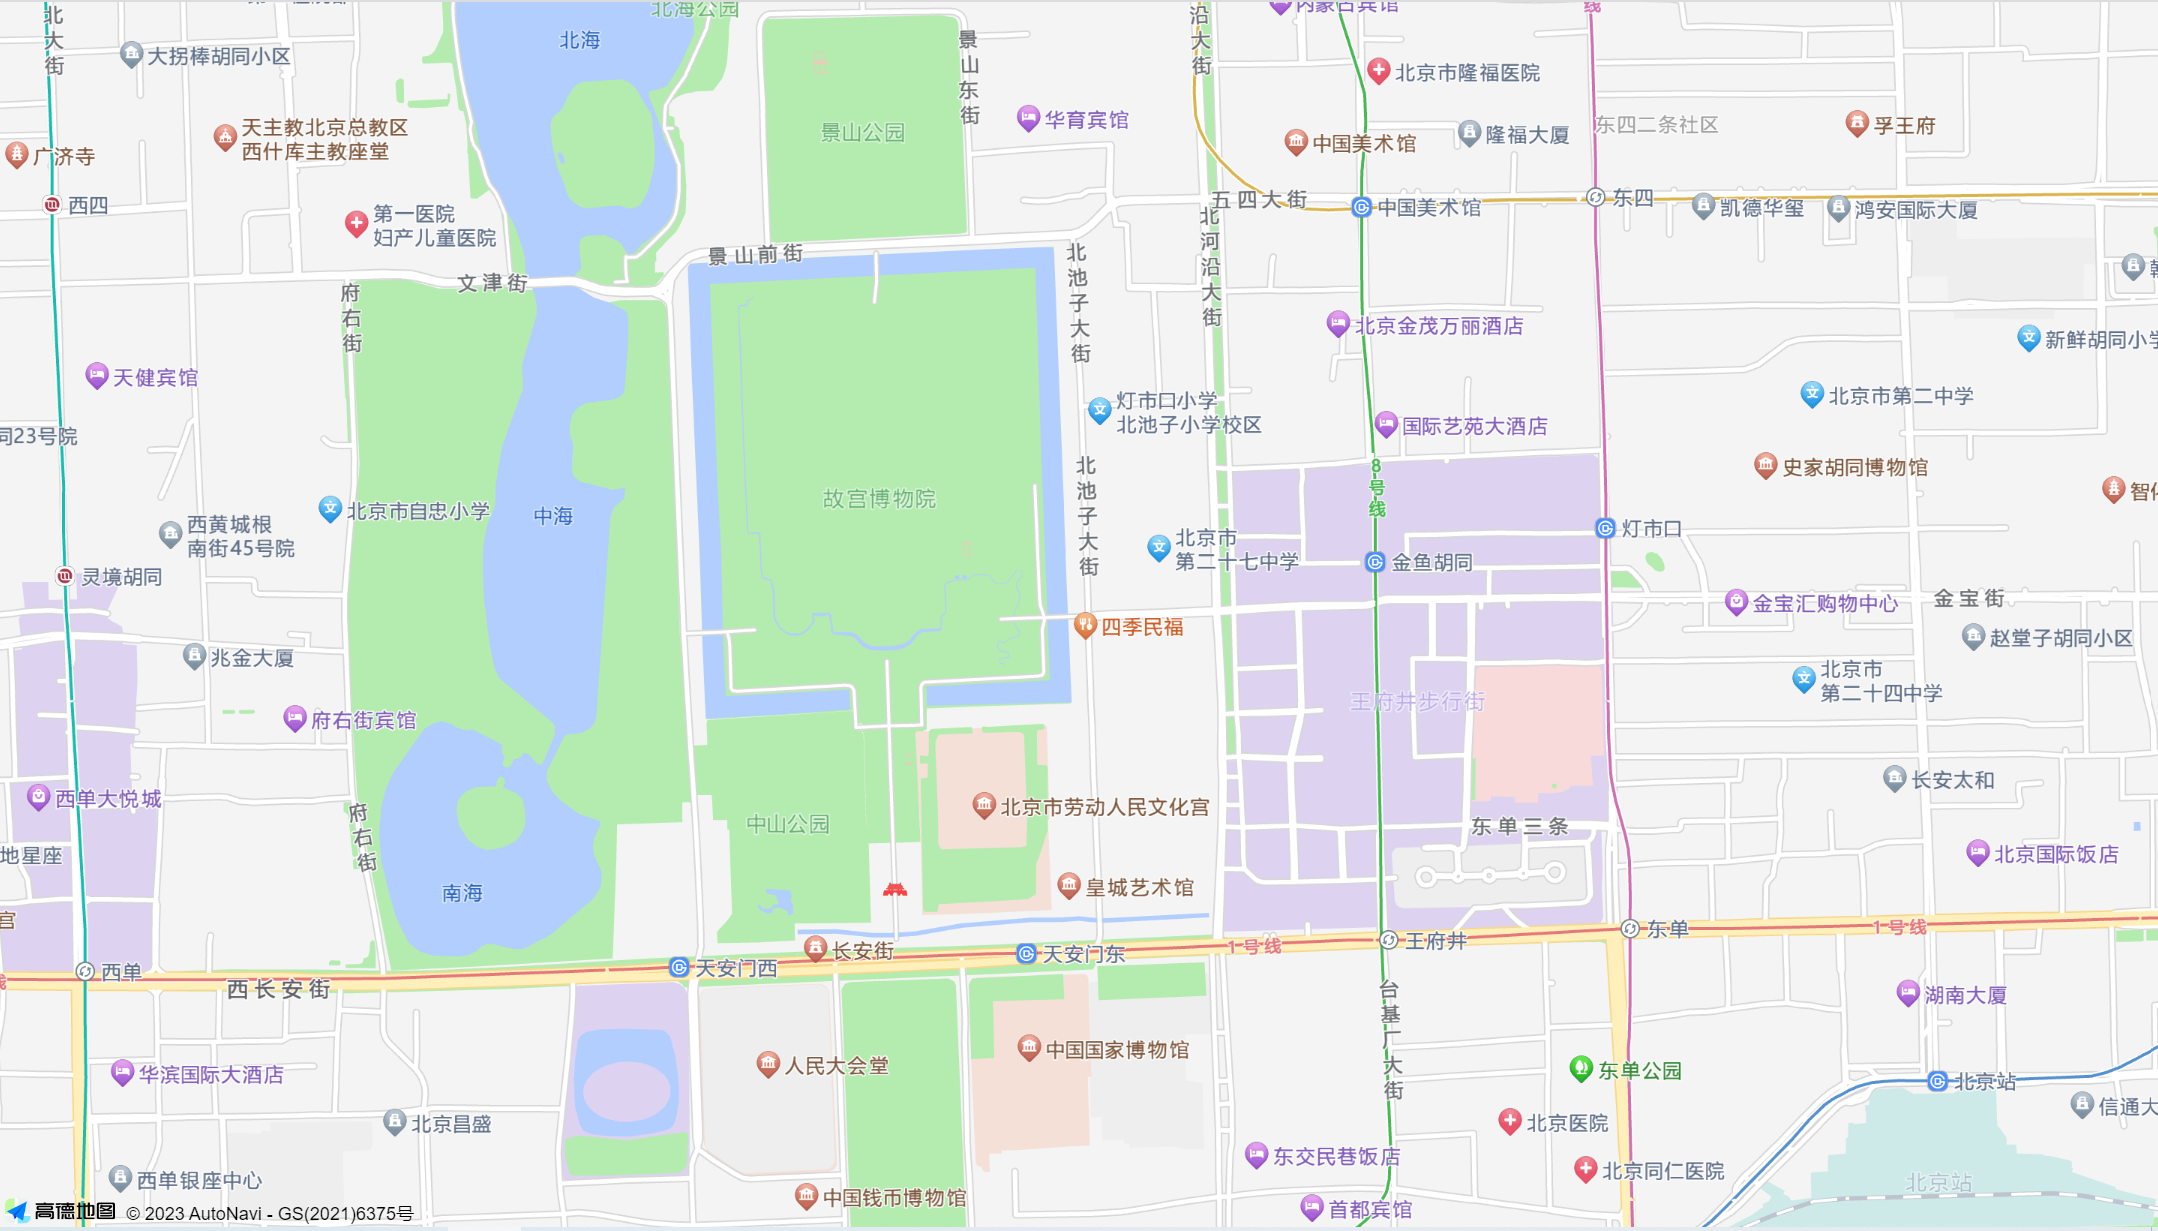 北海公园
内蒙古宾馆
线
北大街
大拐棒胡同小区
北海
景山东街
沿大街
北京市隆福医院
天主教北京总教区
西什库主教座堂
广济寺
景山公园
华育宾馆
中国美术馆
隆福大厦
东四二条社区
孚王府
西四
第一医院
妇产儿童医院
五四大街
中国美术馆
东四
凯德华玺
鸿安国际大厦
景山前街
文津街
北池子大街
北河沿大街
府右街
北京金茂万丽酒店
新鲜胡同小学
天健宾馆
灯市口小学
北池子小学校区
北京市第二中学
同23号院
国际艺苑大酒店
史家胡同博物馆
8号线
北池子大街
故宫博物院
智化
北京市自忠小学
中海
西黄城根
南街45号院
北京市
第二十七中学
灯市口
金鱼胡同
灵境胡同
金宝汇购物中心
金宝街
四季民福
赵堂子胡同小区
兆金大厦
北京市
第二十四中学
府右街宾馆
王府井步行街
西单大悦城
长安太和
北京市劳动人民文化宫
中山公园
东单三条
府右街
地星座
北京国际饭店
南海
皇城艺术馆
宫
长安街
天安门西
天安门东
1号线
王府井
东单
1号线
西单
线
西长安街
台基厂大街
湖南大厦
中国国家博物馆
人民大会堂
华滨国际大酒店
东单公园
北京站
信通大
北京昌盛
北京医院
东交民巷饭店
北京同仁医院
西单银座中心
北京站
中国钱币博物馆
首都宾馆
高德地图 © 2023 AutoNavi - GS(2021)6375号